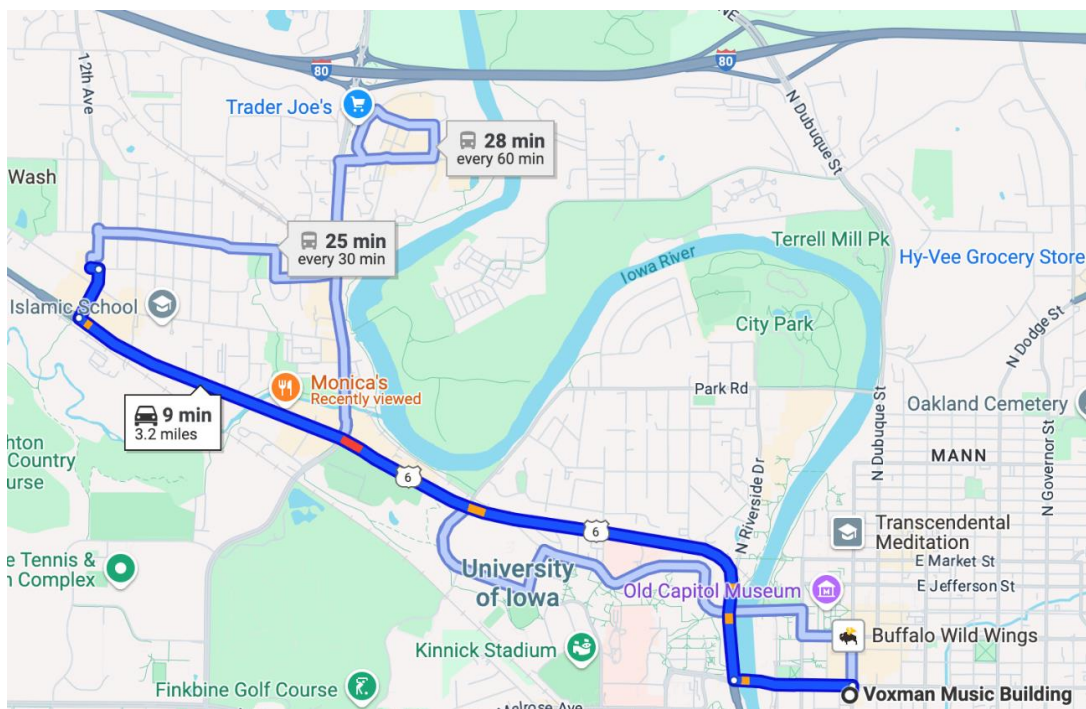 NE
80
80
12th Ave
Trader Joe's
N Dubuque St
28 min
every 60 min
Wash
25 min
every 30 min
Terrell Mill Pk
Iowa River
Hy-Vee Grocery Store
Islamic School
City Park
N Dodge St
Monica's
Recently viewed
Park Rd
9 min
3.2 miles
Oakland Cemetery
hton
Country
urse
N Dubuque St
MANN
N Governor St
6
N Riverside Dr
Transcendental
Meditation
6
E Market St
e Tennis &
n Complex
University
of Iowa
E Jefferson St
Old Capitol Museum
Buffalo Wild Wings
Kinnick Stadium
Finkbine Golf Course
Voxman Music Building
Melrose Ave